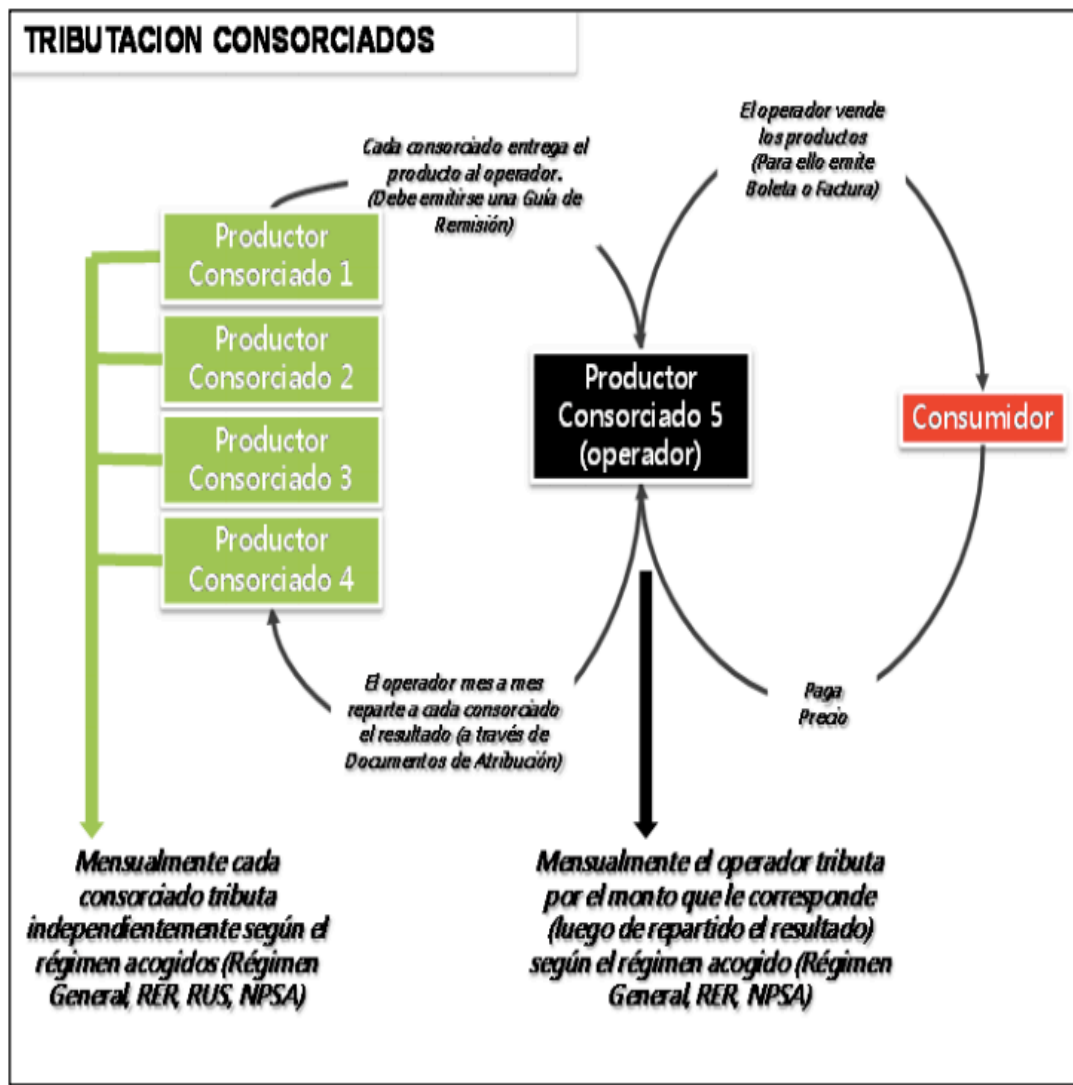 TRIBUTACION CONSORCIADOS
Cada consorciado entrega el
producto al operador.
(Debe emitirse una Guía de
Remisión)
El operador vende
los productos
(Para ello emite
Boleta o Factura)
Productor
Consorciado 1
Productor
Consorciado 2
Productor
Consorciado 3
Productor
Consorciado 4
Productor
Consorciado 5
(operador)
Consumidor
El operador mes a mes
reparte a cada consorciado
el resultado (a través de
Documentos de Atribución)
Paga
Precio
Mensualmente cada
consorciado tributa
independientemente según el
régimen acogidos (Régimen
General, RER, RUS, NPSA)
Mensualmente el operador tributa
por el monto que le corresponde
(luego de repartido el resultado)
según el régimen acogido (Régimen
General, RER, NPSA)